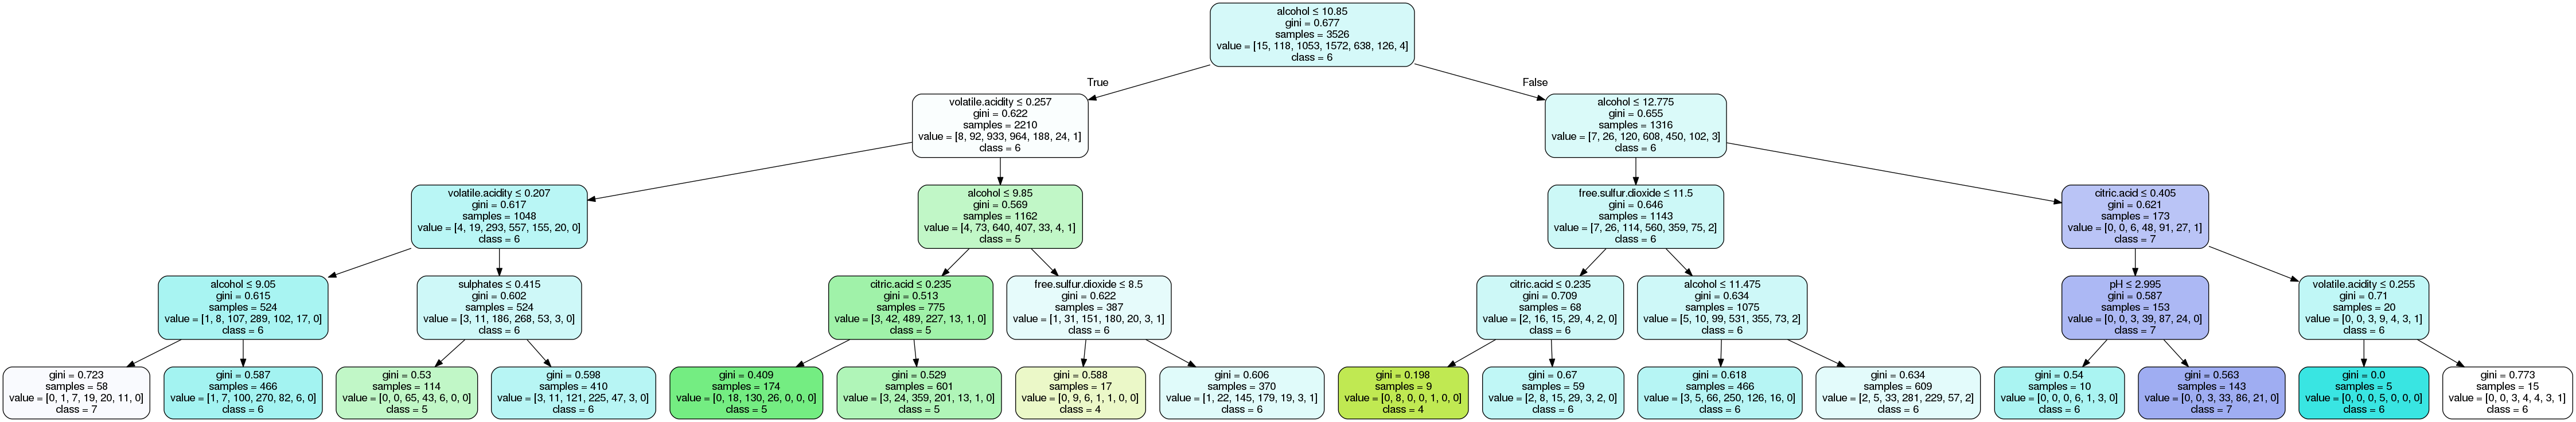 alcohol ≤ 10.85
gini = 0.677
samples = 3526
value = [15, 118, 1053, 1572, 638, 126, 4]
class = 6
True
False
volatile.acidity ≤ 0.257
gini = 0.622
samples = 2210
value = [8, 92, 933, 964, 188, 24, 1]
class = 6
alcohol ≤ 12.775
gini = 0.655
samples = 1316
value = [7, 26, 120, 608, 450, 102, 3]
class = 6
volatile.acidity ≤ 0.207
gini = 0.617
samples = 1048
value = [4, 19, 293, 557, 155, 20, 0]
class = 6
alcohol ≤ 9.85
gini = 0.569
samples = 1162
value = [4, 73, 640, 407, 33, 4, 1]
class = 5
free.sulfur.dioxide ≤ 11.5
gini = 0.646
samples = 1143
value = [7, 26, 114, 560, 359, 75, 2]
class = 6
citric.acid ≤ 0.405
gini = 0.621
samples = 173
value = [0, 0, 6, 48, 91, 27, 1]
class = 7
alcohol ≤ 9.05
gini = 0.615
samples = 524
value = [1, 8, 107, 289, 102, 17, 0]
class = 6
sulphates ≤ 0.415
gini = 0.602
samples = 524
value = [3, 11, 186, 268, 53, 3, 0]
class = 6
citric.acid ≤ 0.235
gini = 0.513
samples = 775
value = [3, 42, 489, 227, 13, 1, 0]
class = 5
free.sulfur.dioxide ≤ 8.5
gini = 0.622
samples = 387
value = [1, 31, 151, 180, 20, 3, 1]
class = 6
citric.acid ≤ 0.235
gini = 0.709
samples = 68
value = [2, 16, 15, 29, 4, 2, 0]
class = 6
alcohol ≤ 11.475
gini = 0.634
samples = 1075
value = [5, 10, 99, 531, 355, 73, 2]
class = 6
pH ≤ 2.995
gini = 0.587
samples = 153
value = [0, 0, 3, 39, 87, 24, 0]
class = 7
volatile.acidity ≤ 0.255
gini = 0.71
samples = 20
value = [0, 0, 3, 9, 4, 3, 1]
class = 6
gini = 0.723
samples = 58
value = [0, 1, 7, 19, 20, 11, 0]
class = 7
gini = 0.587
samples = 466
value = [1, 7, 100, 270, 82, 6, 0]
class = 6
gini = 0.53
samples = 114
value = [0, 0, 65, 43, 6, 0, 0]
class = 5
gini = 0.598
samples = 410
value = [3, 11, 121, 225, 47, 3, 0]
class = 6
gini = 0.409
samples = 174
value = [0, 18, 130, 26, 0, 0, 0]
class = 5
gini = 0.529
samples = 601
value = [3, 24, 359, 201, 13, 1, 0]
class = 5
gini = 0.588
samples = 17
value = [0, 9, 6, 1, 1, 0, 0]
class = 4
gini = 0.606
samples = 370
value = [1, 22, 145, 179, 19, 3, 1]
class = 6
gini = 0.198
samples = 9
value = [0, 8, 0, 0, 1, 0, 0]
class = 4
gini = 0.67
samples = 59
value = [2, 8, 15, 29, 3, 2, 0]
class = 6
gini = 0.618
samples = 466
value = [3, 5, 66, 250, 126, 16, 0]
class = 6
gini = 0.634
samples = 609
value = [2, 5, 33, 281, 229, 57, 2]
class = 6
gini = 0.54
samples = 10
value = [0, 0, 0, 6, 1, 3, 0]
class = 6
gini = 0.563
samples = 143
value = [0, 0, 3, 33, 86, 21, 0]
class = 7
gini = 0.0
samples = 5
value = [0, 0, 0, 5, 0, 0, 0]
class = 6
gini = 0.773
samples = 15
value = [0, 0, 3, 4, 4, 3, 1]
class = 6